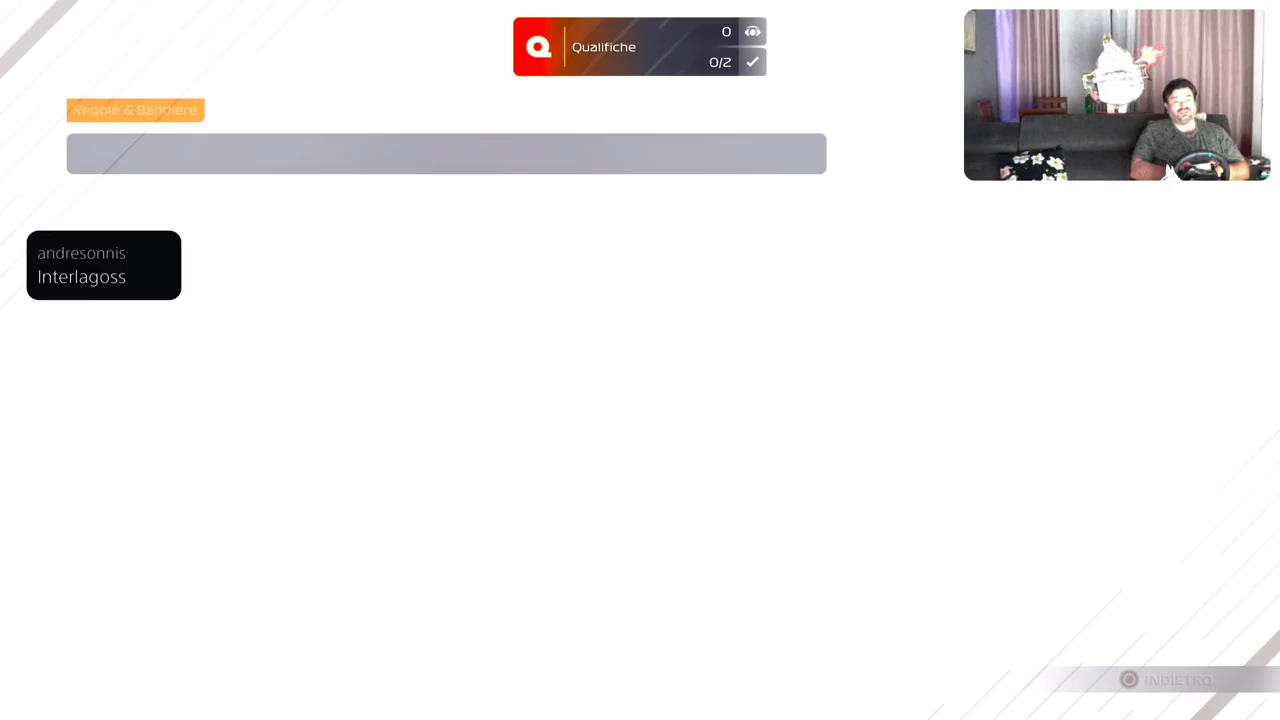 Qualifiche
0
0/2
Regole & Bandiere
andresonnis
Interlagoss
INDIETRO